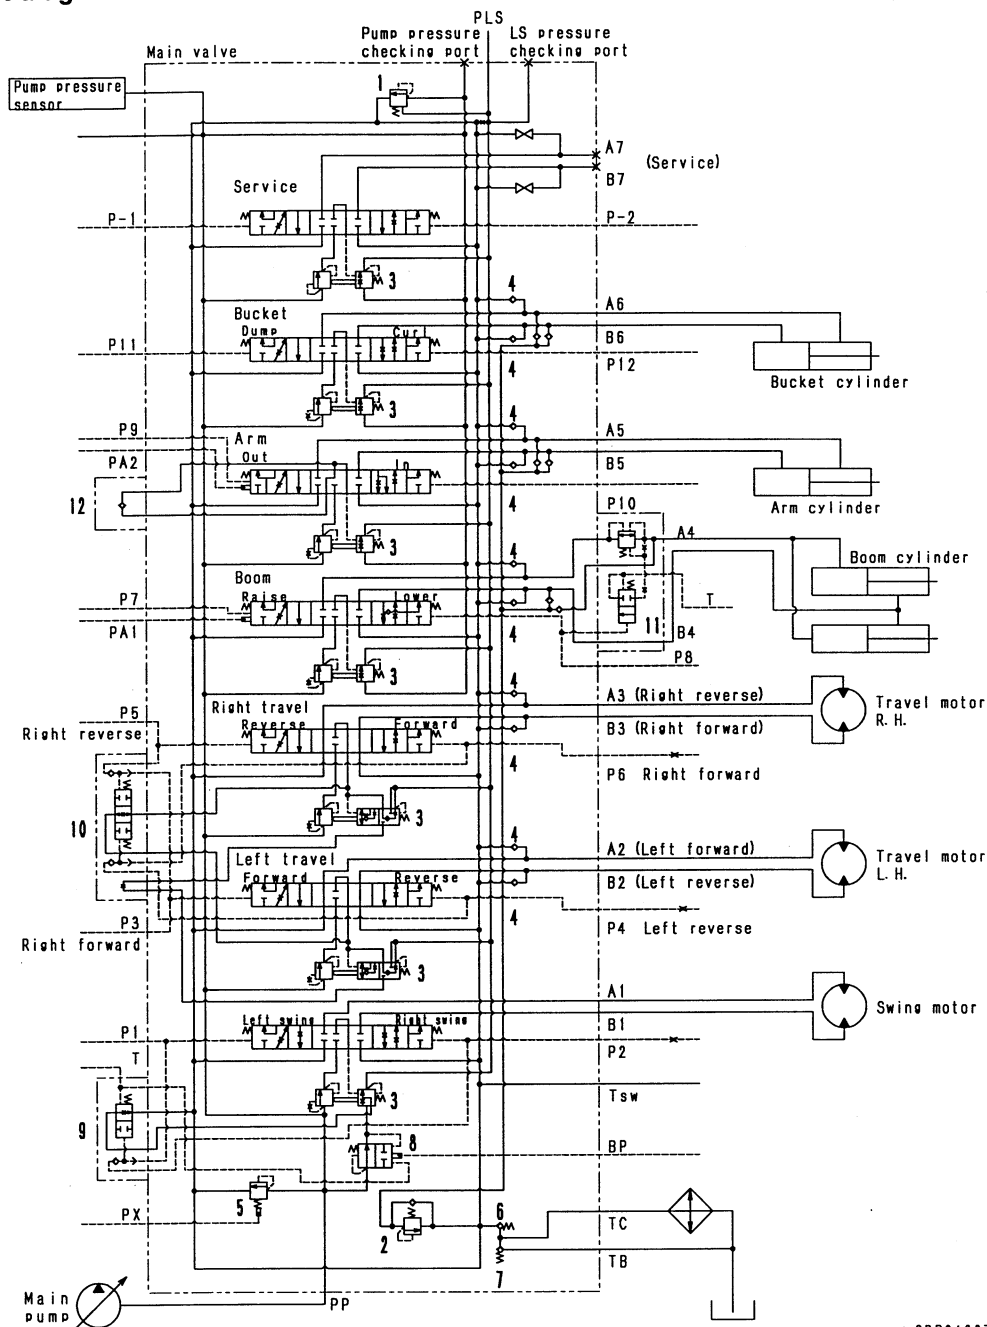 PLS
Pump pressure checking port
LS pressure checking port
Main valve
Pump pressure sensor
1
A7
(Service)
B7
Service
P-1
P-2
3
4
Bucket
Dump
Curl
A6
B6
P11
P12
Bucket cylinder
3
4
4
P9
Arm
Out
In
A5
B5
PA2
12
P10
Arm cylinder
3
4
A4
Boom cylinder
4
Boom
Raise
Lower
P7
PA1
T
11
B4
P8
3
4
4
A3 (Right reverse)
Travel motor
R.H.
P5
Right travel
Right reverse
Reverse
Forward
B3 (Right forward)
4
P6 Right forward
10
3
4
A2 (Left forward)
Travel motor
L.H.
Left travel
Forward
Reverse
B2 (Left reverse)
P3
4
P4 Left reverse
Right forward
3
A1
Swing motor
Left swing
Right swing
P1
B1
T
P2
3
Tsw
9
8
BP
5
PX
6
TC
2
7
TB
Main
pump
PP